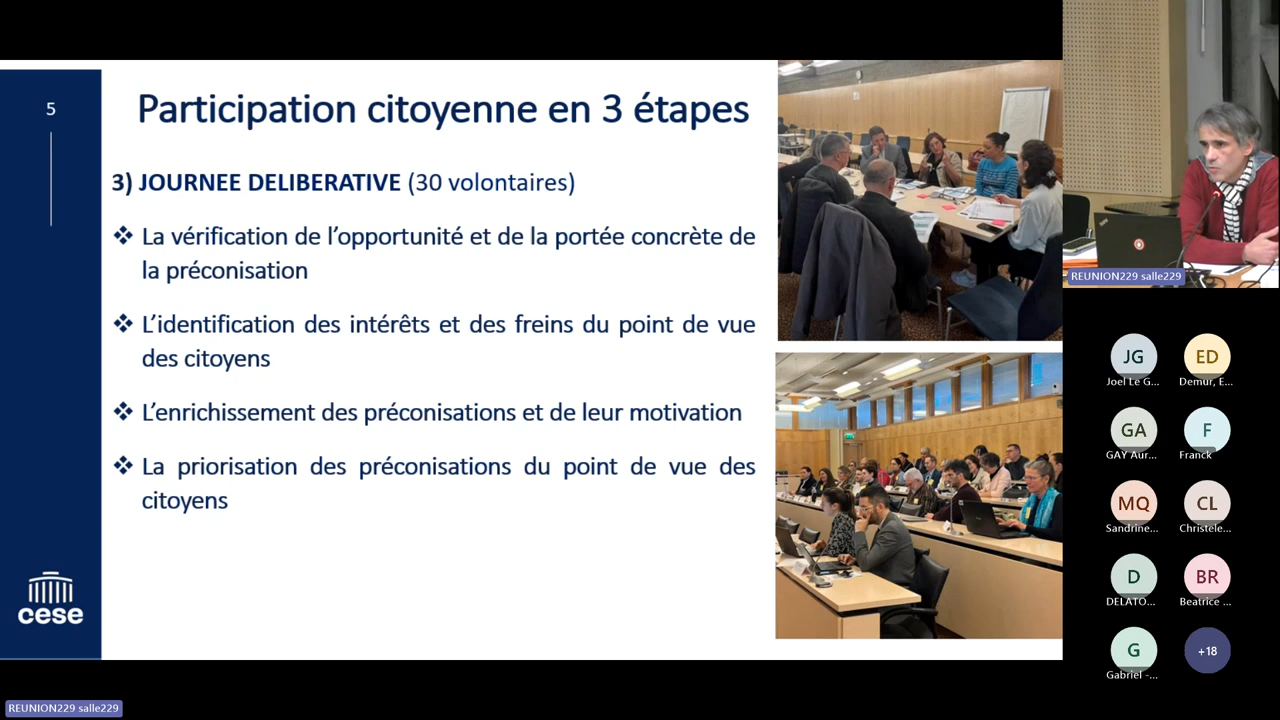 5
Participation citoyenne en 3 étapes
3) JOURNEE DELIBERATIVE (30 volontaires)
❖ La vérification de l’opportunité et de la portée concrète de
la préconisation
❖ L’identification des intérêts et des freins du point de vue
des citoyens
❖ L’enrichissement des préconisations et de leur motivation
❖ La priorisation des préconisations du point de vue des
citoyens
cese
REUNION229 salle229
JG
Joel Le G...
ED
Demur, E...
GA
GAY Aur...
F
Franck
MQ
Sandrine...
CL
Christele...
D
DELATO...
BR
Beatrice ...
G
Gabriel -...
+18
REUNION229 salle229